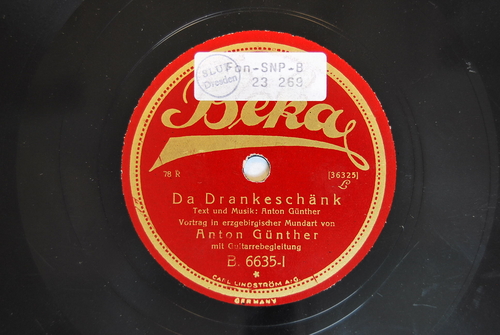 SLUB
Dresden
Fon-SNP-B
23 268
Beka
78 R
[36325]
L
Da Drankeschänk
Text und Musik: Anton Günther
Vortrag in erzgebirgischer Mundart von
Anton Günther
mit Guitarrebegleitung
B. 6635-I
CARL LINDSTRÖM A.G.
GERMANY